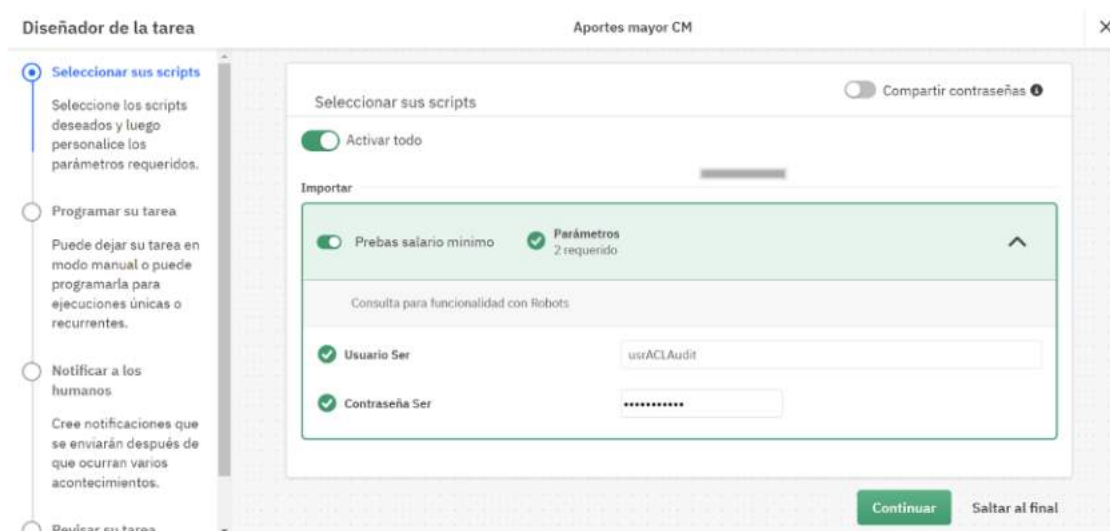 Diseñador de la tarea
Aportes mayor CM
Seleccionar sus scripts
Seleccione los scripts
deseados y luego
personalice los
parámetros requeridos.
Programar su tarea
Puede dejar su tarea en
modo manual o puede
programarla para
ejecuciones únicas o
recurrentes.
Notificar a los
humanos
Cree notificaciones que
se enviarán después de
que ocurran varios
acontecimientos.
Revisar su tarea
Seleccionar sus scripts
Compartir contraseñas
Activar todo
Importar
Prebas salario minimo
Parámetros
2 requerido
Consulta para funcionalidad con Robots
Usuario Ser
usrACLAudit
Contraseña Ser
•••••••••••
Continuar
Saltar al final